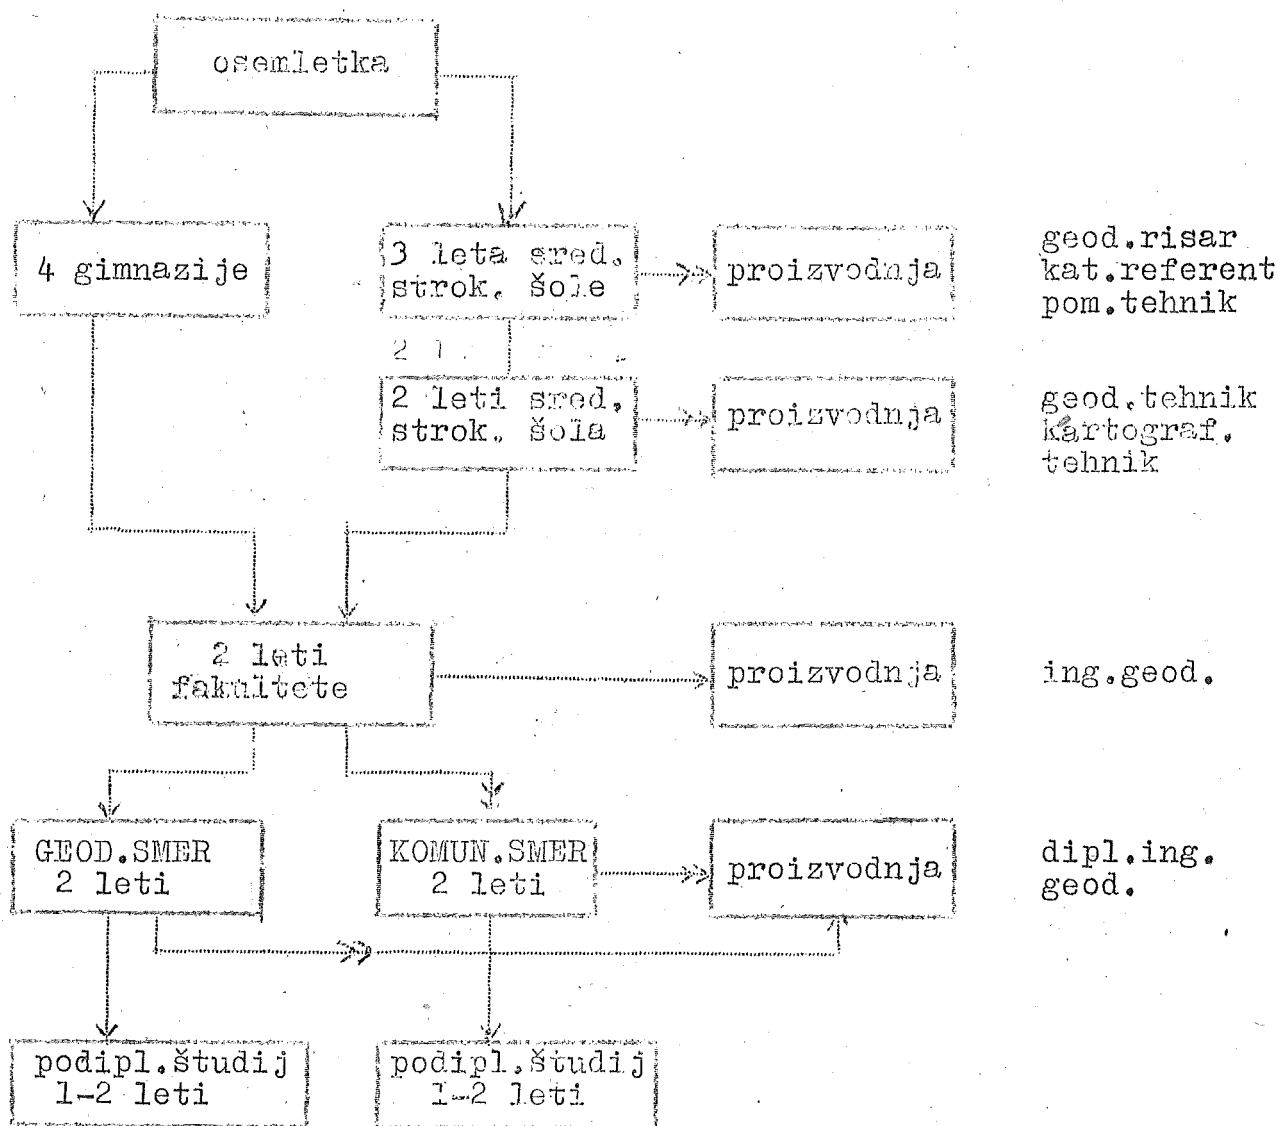 osemletka
4 gimnazije
3 leta sred.
strok. šole
proizvodnja
geod.risar
kat.referent
pom.tehnik
2 l
2 leti sred.
strok. šola
proizvodnja
geod.tehnik
kartograf.
tehnik
2 leti
fakultete
proizvodnja
ing.geod.
GEOD.SMER
2 leti
KOMUN.SMER
2 leti
proizvodnja
dipl.ing.
geod.
podipl.študij
1-2 leti
podipl.študij
1-2 leti